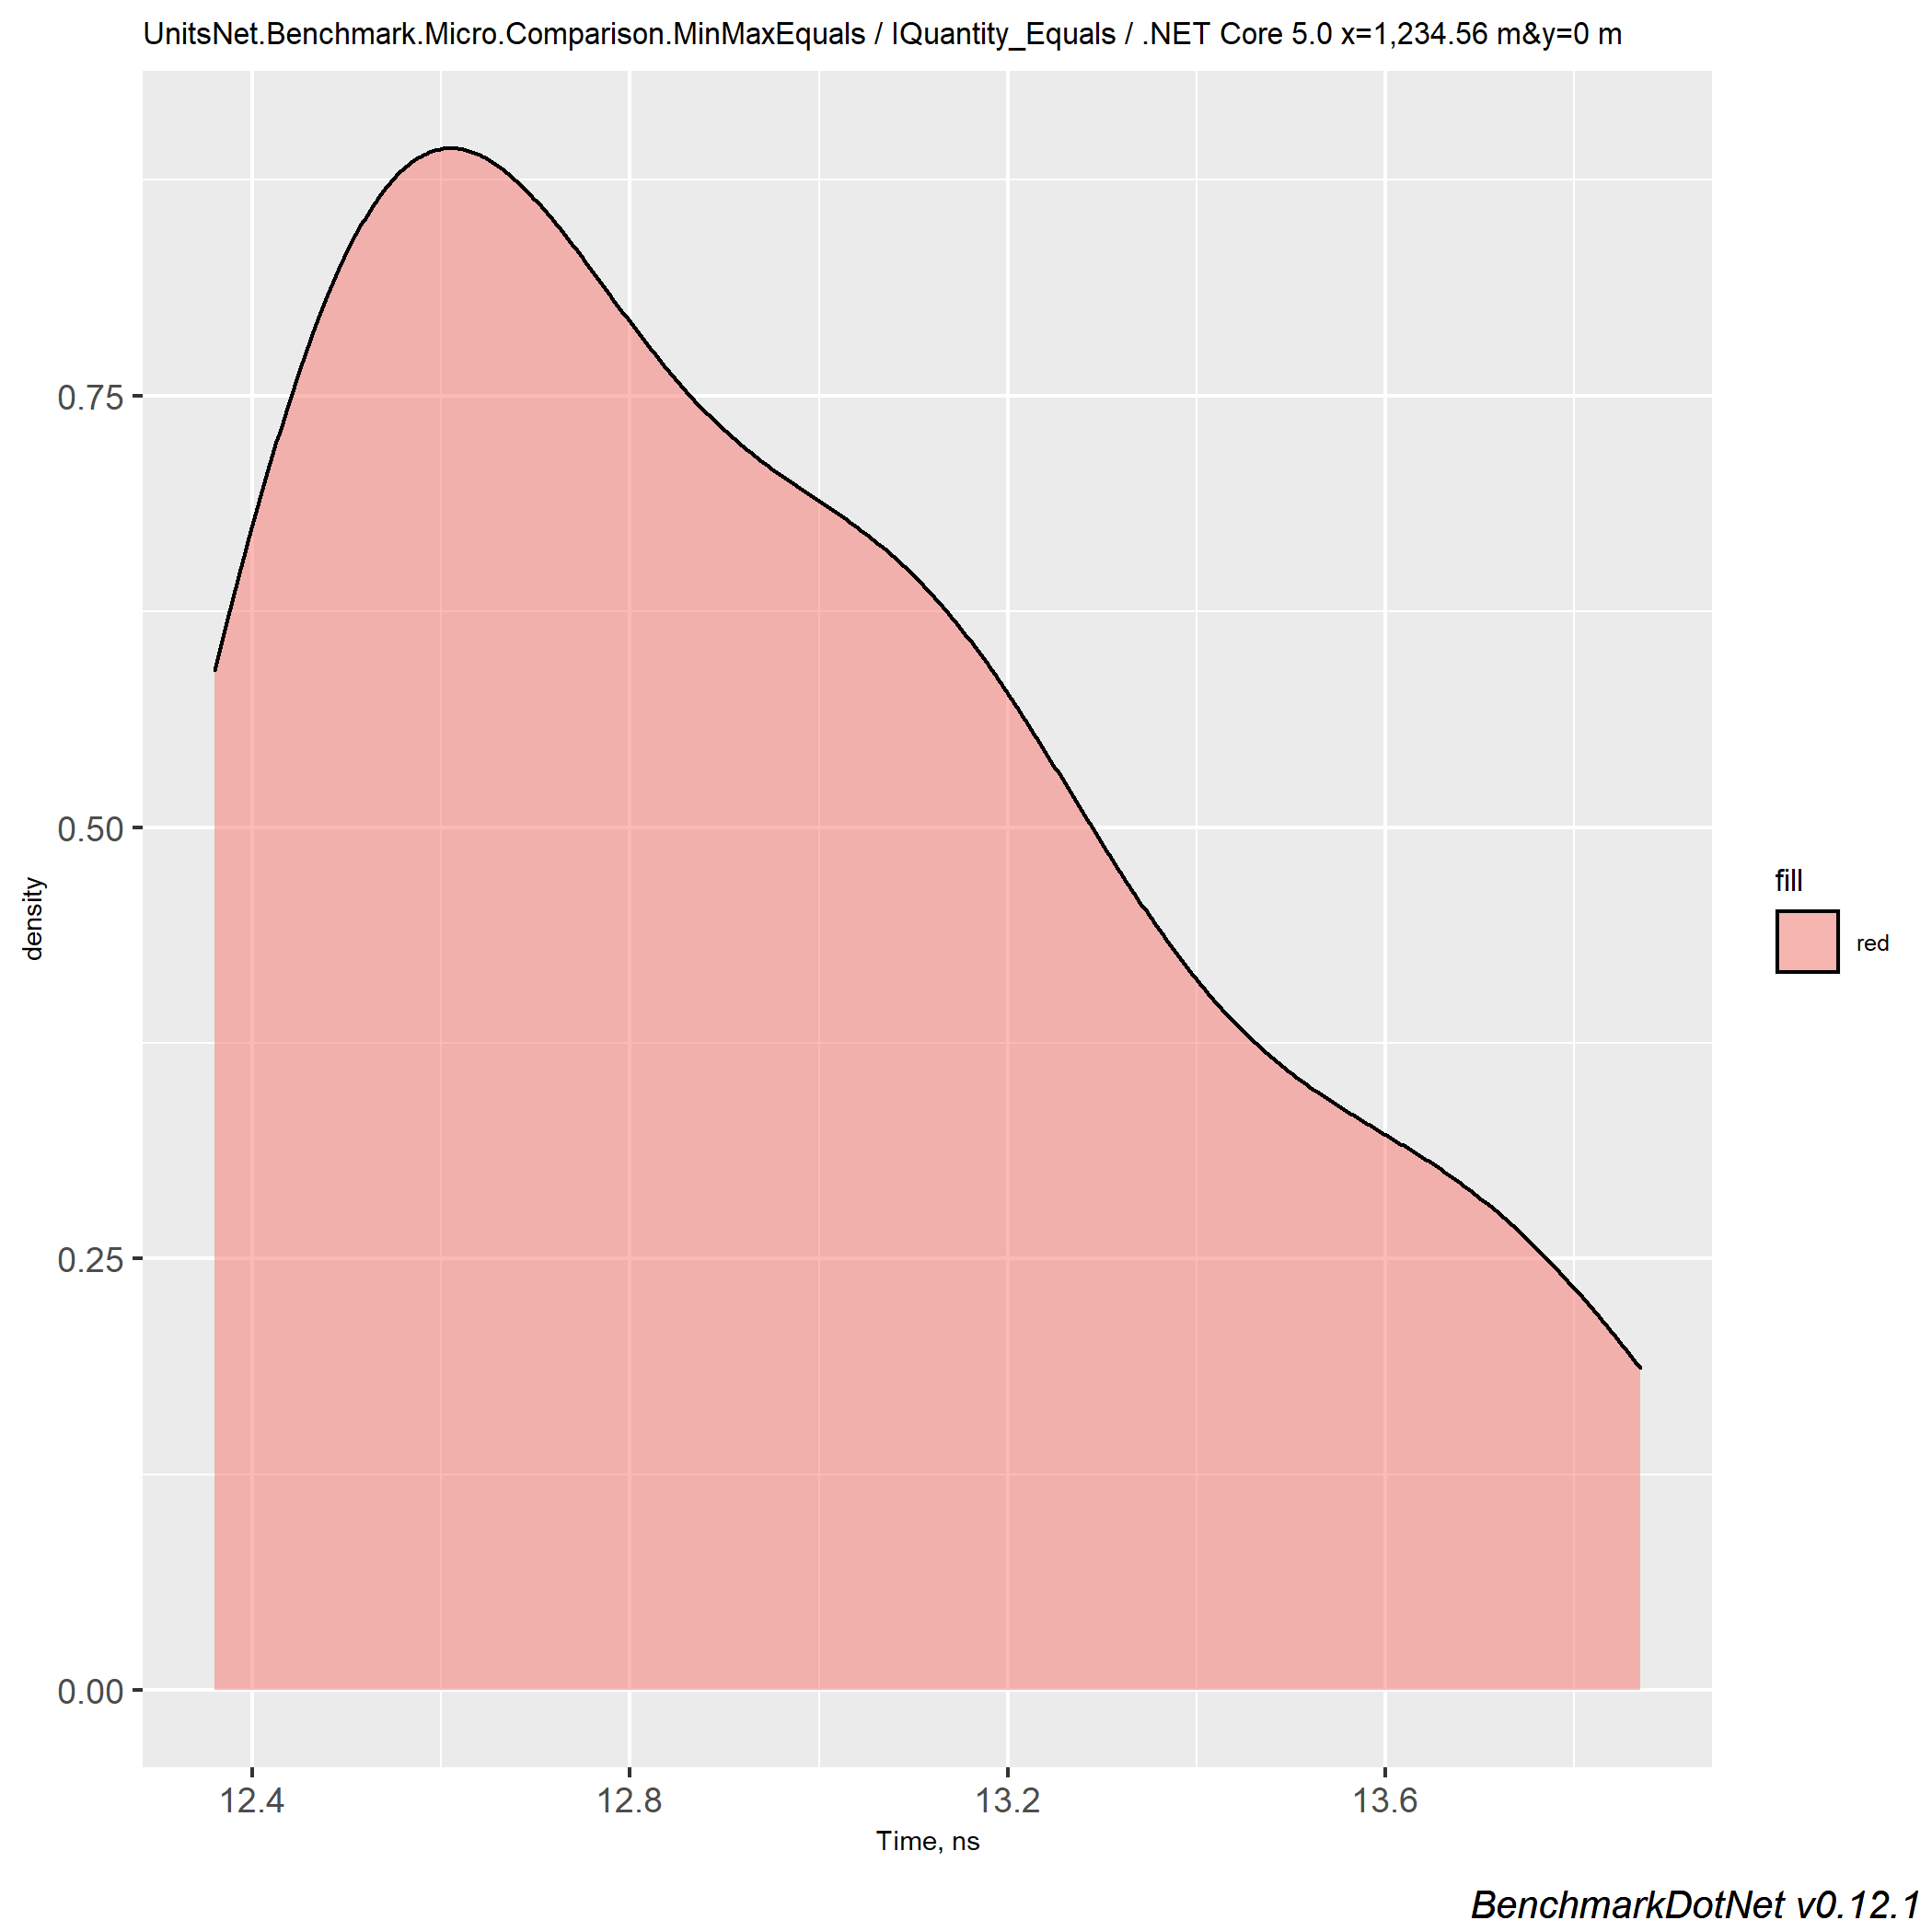 UnitsNet.Benchmark.Micro.Comparison.MinMaxEquals / IQuantity_Equals / .NET Core 5.0 x=1,234.56 m&y=0 m
0.75
0.50
0.25
0.00
density
12.4 12.8 13.2 13.6
Time, ns
fill
red
BenchmarkDotNet v0.12.1